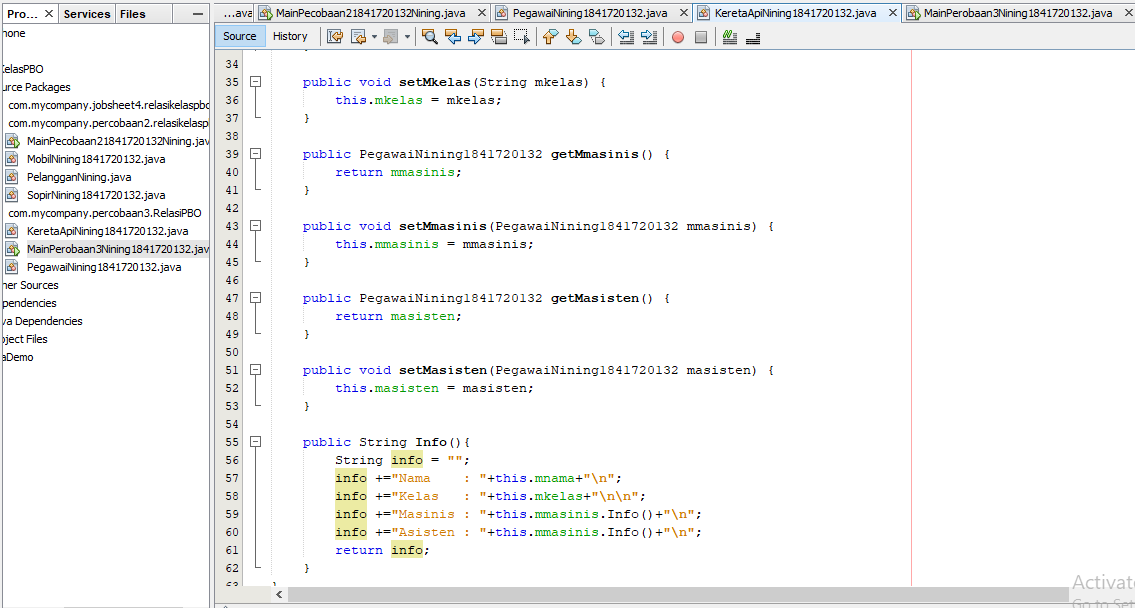 Pro... Services Files
...ava MainPecobaan21841720132Nining.java PegawaiNining1841720132.java KeretaApiNining1841720132.java MainPerobaan3Nining1841720132.java
Source History
none
KelasPBO
urce Packages
com.mycompany.jobsheet4.relasikelaspbo
com.mycompany.percobaan2.relasikelasp
MainPecobaan21841720132Nining.jav
MobilNining1841720132.java
PelangganNining.java
SopirNining1841720132.java
com.mycompany.percobaan3.RelasiPBO
KeretaApiNining1841720132.java
MainPerobaan3Nining1841720132.jav
PegawaiNining1841720132.java
her Sources
pendencies
va Dependencies
oject Files
aDemo
34
35 public void setMkelas(String mkelas) {
36 this.mkelas = mkelas;
37 }
38
39 public PegawaiNining1841720132 getMmasinis() {
40 return mmasinis;
41 }
42
43 public void setMmasinis(PegawaiNining1841720132 mmasinis) {
44 this.mmasinis = mmasinis;
45 }
46
47 public PegawaiNining1841720132 getMasisten() {
48 return masisten;
49 }
50
51 public void setMasisten(PegawaiNining1841720132 masisten) {
52 this.masisten = masisten;
53 }
54
55 public String Info(){
56 String info = "";
57 info +="Nama    : "+this.mnama+"\n";
58 info +="Kelas   : "+this.mkelas+"\n\n";
59 info +="Masinis : "+this.mmasinis.Info()+"\n";
60 info +="Asisten : "+this.mmasinis.Info()+"\n";
61 return info;
62 }
63 }
Activate
Go to Set